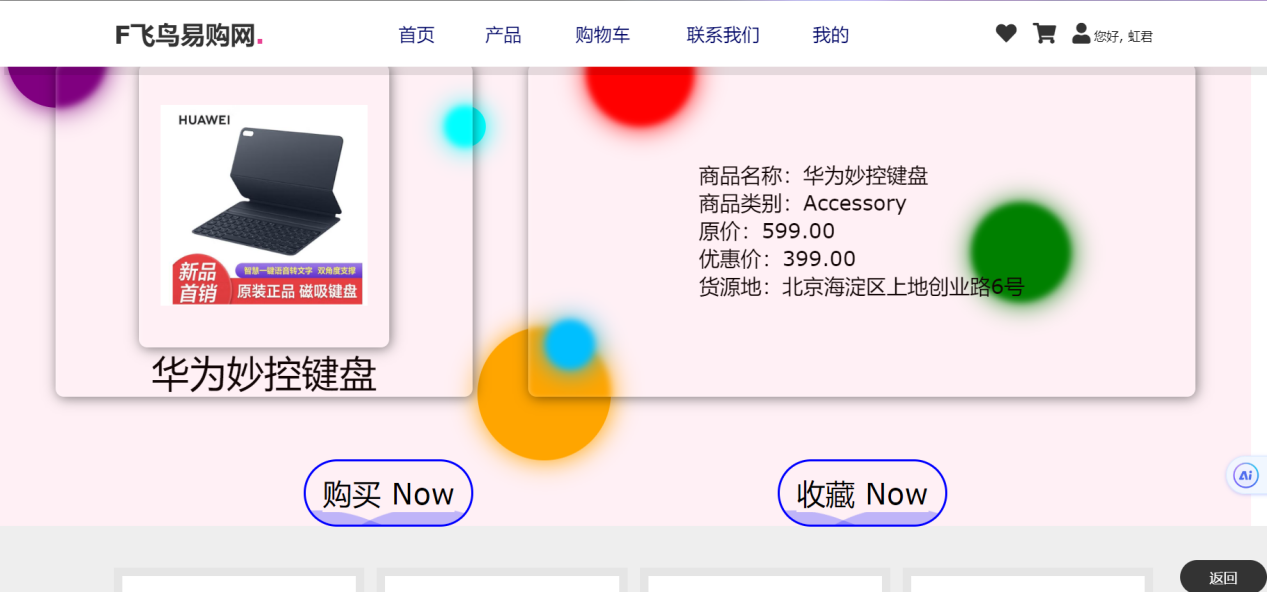 F飞鸟易购网.
首页 产品 购物车 联系我们 我的
您好, 虹君
HUAWEI
新品
首销
智慧一键语音转文字 双角度支撑
原装正品 磁吸键盘
华为妙控键盘
商品名称：华为妙控键盘
商品类别：Accessory
原价：599.00
优惠价：399.00
货源地：北京海淀区上地创业路6号
购买 Now
收藏 Now
Ai
返回